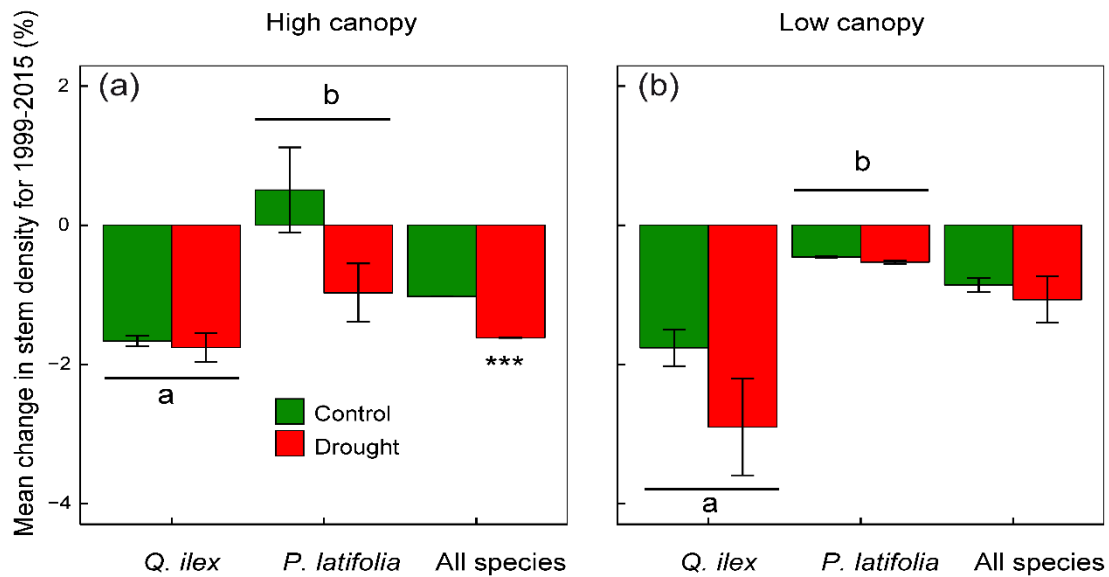 High canopy
Low canopy
Mean change in stem density for 1999-2015 (%)
2
0
−2
−4
(a)
b
a
***
Control
Drought
(b)
b
a
Q. ilex
P. latifolia
All species
Q. ilex
P. latifolia
All species